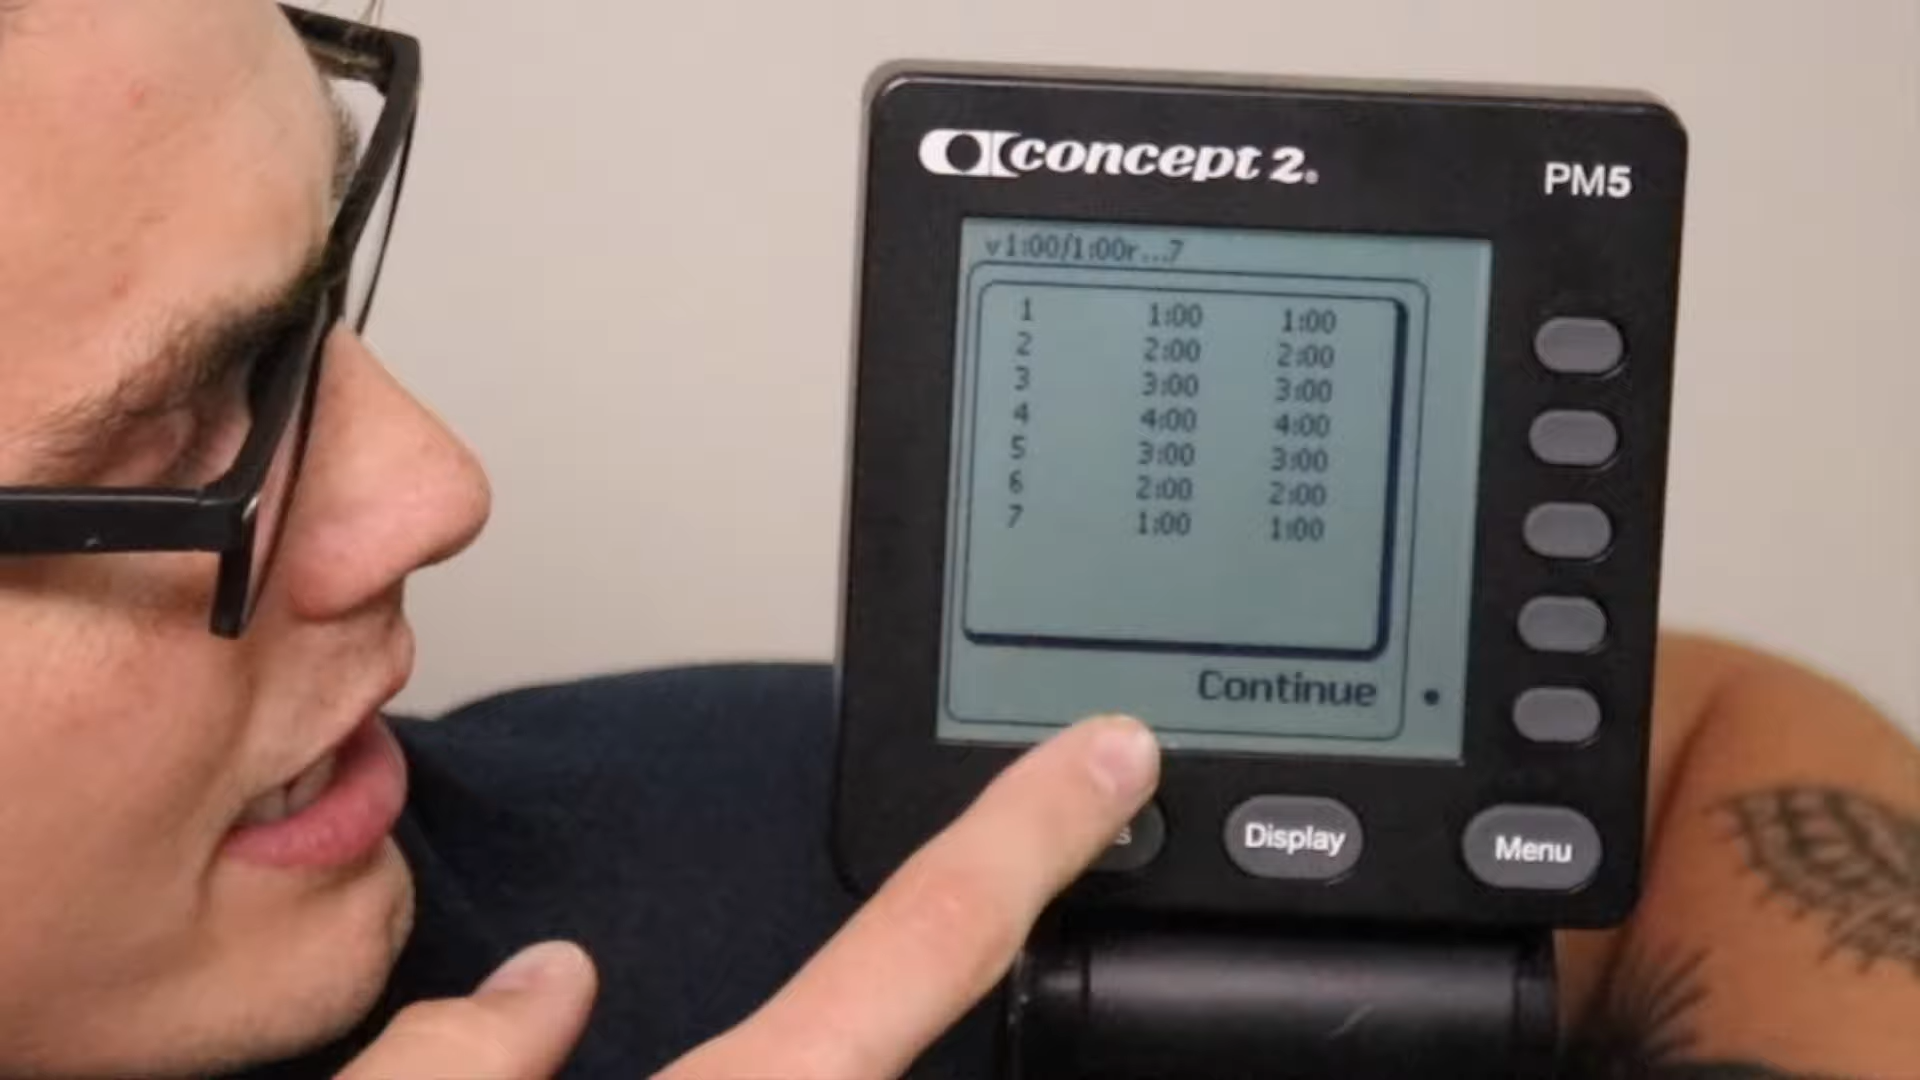 concept 2.
PM5
v1:00/1:00r...7
1 1:00 1:00
2 2:00 2:00
3 3:00 3:00
4 4:00 4:00
5 3:00 3:00
6 2:00 2:00
7 1:00 1:00
Continue
Display
Menu